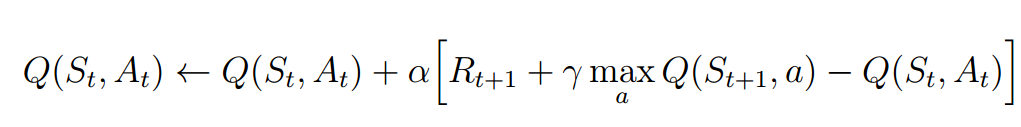 Q(S_t, A_t) ← Q(S_t, A_t) + α[R_{t+1} + γ max_a Q(S_{t+1}, a) − Q(S_t, A_t)]